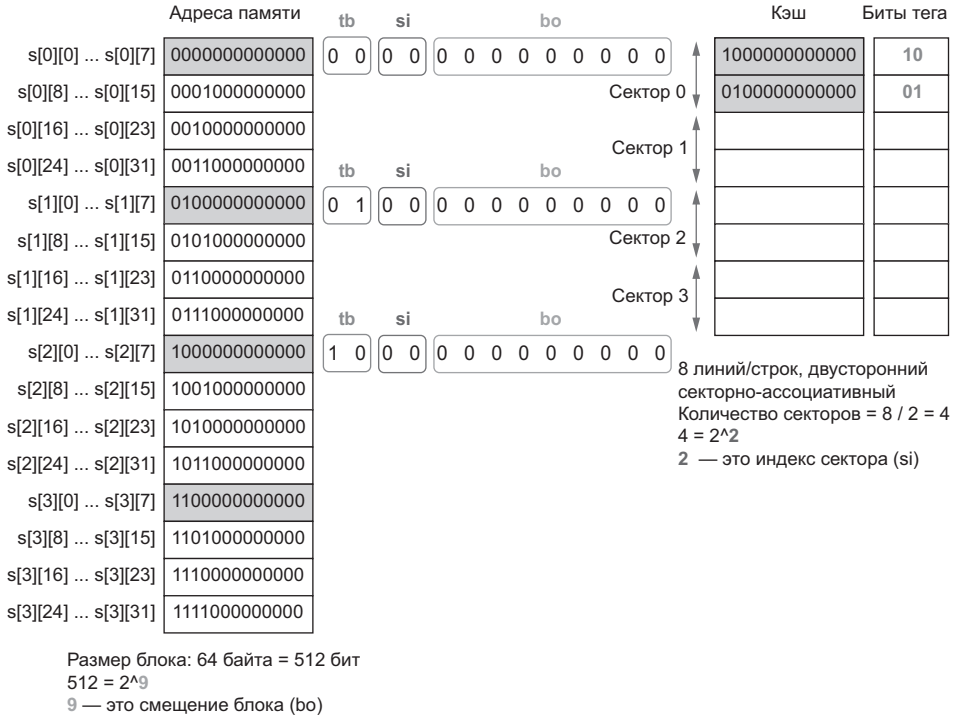 Адреса памяти tb si bo Кэш Биты тега
s[0][0] ... s[0][7] 0000000000000 0 0 0 0 0 0 0 0 0 0 0 0 0 1000000000000 10
s[0][8] ... s[0][15] 0001000000000 Сектор 0 0100000000000 01
s[0][16] ... s[0][23] 0010000000000
Сектор 1
s[0][24] ... s[0][31] 0011000000000
tb si bo
s[1][0] ... s[1][7] 0100000000000 0 1 0 0 0 0 0 0 0 0 0 0 0
s[1][8] ... s[1][15] 0101000000000 Сектор 2
s[1][16] ... s[1][23] 0110000000000
Сектор 3
s[1][24] ... s[1][31] 0111000000000
tb si bo
s[2][0] ... s[2][7] 1000000000000 1 0 0 0 0 0 0 0 0 0 0 0 0
s[2][8] ... s[2][15] 1001000000000
s[2][16] ... s[2][23] 1010000000000
s[2][24] ... s[2][31] 1011000000000
s[3][0] ... s[3][7] 1100000000000
s[3][8] ... s[3][15] 1101000000000
s[3][16] ... s[3][23] 1110000000000
s[3][24] ... s[3][31] 1111000000000
8 линий/строк, двусторонний
секторно-ассоциативный
Количество секторов = 8 / 2 = 4
4 = 2^2
2 — это индекс сектора (si)
Размер блока: 64 байта = 512 бит
512 = 2^9
9 — это смещение блока (bo)